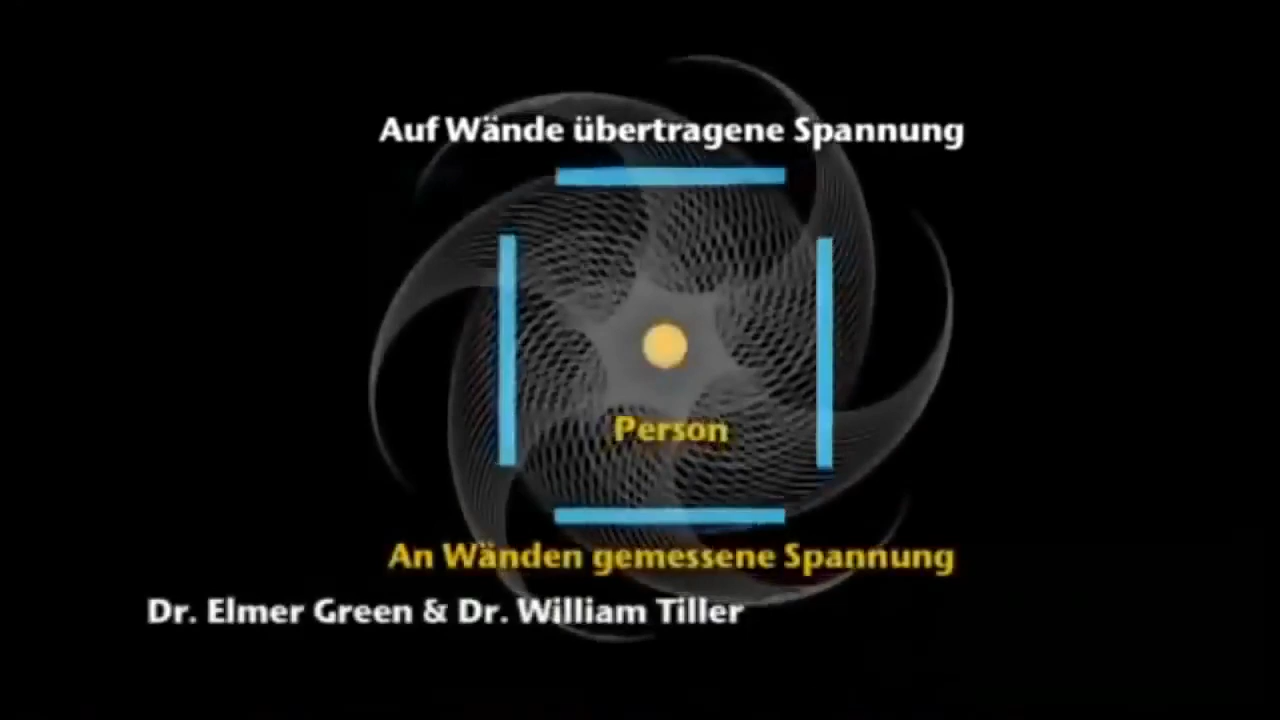 Auf Wände übertragene Spannung
Person
An Wänden gemessene Spannung
Dr. Elmer Green & Dr. William Tiller